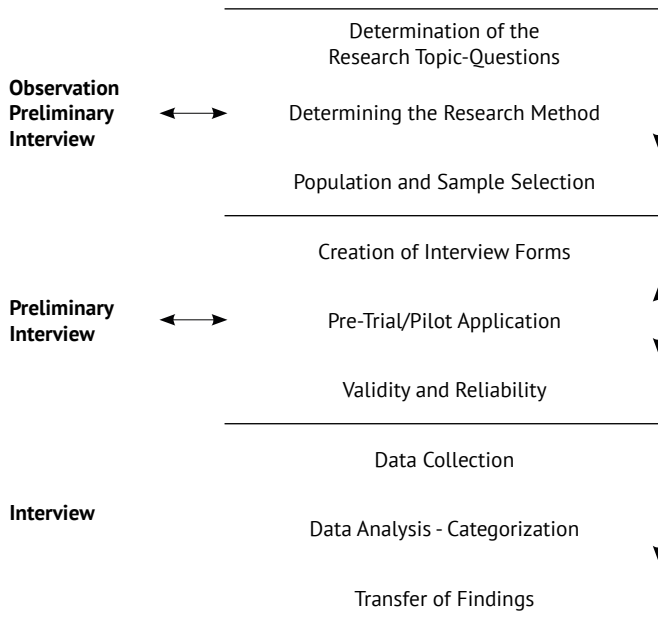 Determination of the
Research Topic-Questions
Observation
Preliminary
Interview
Determining the Research Method
Population and Sample Selection
Creation of Interview Forms
Preliminary
Interview
Pre-Trial/Pilot Application
Validity and Reliability
Data Collection
Interview
Data Analysis - Categorization
Transfer of Findings